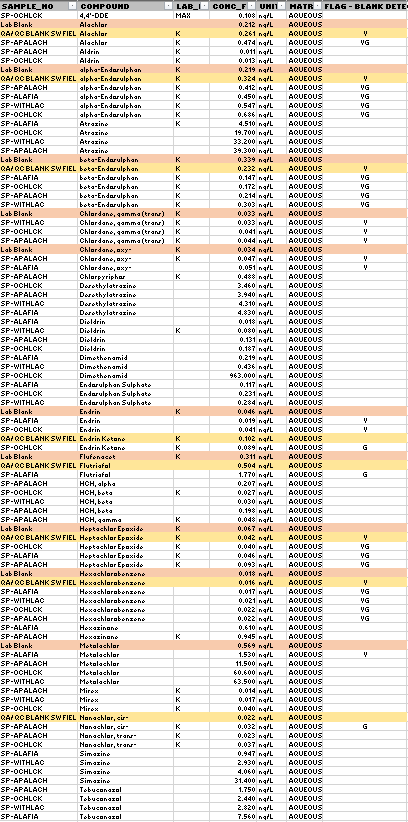 SAMPLE_NO COMPOUND LAB_I CONC_F UNIT MATR FLAG - BLANK DETE
SP-OCHLCK 4,4'-DDE MAX 0.108 ng/L AQUEOUS
Lab Blank Alachlor 0.212 ng/L AQUEOUS
QA/QC BLANK SW FIEL Alachlor K 0.261 ng/L AQUEOUS V
SP-APALACH Alachlor K 0.474 ng/L AQUEOUS VG
SP-APALACH Aldrin K 0.011 ng/L AQUEOUS
SP-OCHLCK Aldrin K 0.013 ng/L AQUEOUS
Lab Blank alpha-Endosulphan K 0.219 ng/L AQUEOUS
QA/QC BLANK SW FIEL alpha-Endosulphan K 0.324 ng/L AQUEOUS V
SP-APALACH alpha-Endosulphan K 0.412 ng/L AQUEOUS VG
SP-ALAFIA alpha-Endosulphan K 0.450 ng/L AQUEOUS VG
SP-WITHLAC alpha-Endosulphan K 0.547 ng/L AQUEOUS VG
SP-OCHLCK alpha-Endosulphan K 0.686 ng/L AQUEOUS VG
SP-ALAFIA Atrazine K 4.510 ng/L AQUEOUS
SP-OCHLCK Atrazine 19.700 ng/L AQUEOUS
SP-WITHLAC Atrazine 33.200 ng/L AQUEOUS
SP-APALACH Atrazine 39.300 ng/L AQUEOUS
Lab Blank beta-Endosulphan K 0.339 ng/L AQUEOUS
QA/QC BLANK SW FIEL beta-Endosulphan K 0.232 ng/L AQUEOUS V
SP-ALAFIA beta-Endosulphan K 0.147 ng/L AQUEOUS VG
SP-OCHLCK beta-Endosulphan K 0.172 ng/L AQUEOUS VG
SP-APALACH beta-Endosulphan K 0.214 ng/L AQUEOUS VG
SP-WITHLAC beta-Endosulphan K 0.303 ng/L AQUEOUS VG
Lab Blank Chlordane, gamma (trans) K 0.033 ng/L AQUEOUS
SP-WITHLAC Chlordane, gamma (trans) K 0.033 ng/L AQUEOUS V
SP-OCHLCK Chlordane, gamma (trans) K 0.041 ng/L AQUEOUS V
SP-APALACH Chlordane, gamma (trans) K 0.044 ng/L AQUEOUS V
Lab Blank Chlordane, oxy- K 0.034 ng/L AQUEOUS
SP-APALACH Chlordane, oxy- K 0.047 ng/L AQUEOUS V
SP-ALAFIA Chlordane, oxy- 0.051 ng/L AQUEOUS V
SP-APALACH Chlorpyriphos K 0.488 ng/L AQUEOUS
SP-OCHLCK Desethylatrazine 3.460 ng/L AQUEOUS
SP-APALACH Desethylatrazine 3.940 ng/L AQUEOUS
SP-WITHLAC Desethylatrazine 4.310 ng/L AQUEOUS
SP-ALAFIA Desethylatrazine 4.830 ng/L AQUEOUS
SP-ALAFIA Dieldrin 0.018 ng/L AQUEOUS
SP-WITHLAC Dieldrin K 0.080 ng/L AQUEOUS
SP-APALACH Dieldrin 0.131 ng/L AQUEOUS
SP-OCHLCK Dieldrin 0.187 ng/L AQUEOUS
SP-ALAFIA Dimethenamid 0.219 ng/L AQUEOUS
SP-WITHLAC Dimethenamid 0.436 ng/L AQUEOUS
SP-OCHLCK Dimethenamid 963.000 ng/L AQUEOUS
SP-ALAFIA Endosulphan Sulphate 0.117 ng/L AQUEOUS
SP-OCHLCK Endosulphan Sulphate 0.231 ng/L AQUEOUS
SP-WITHLAC Endosulphan Sulphate 0.284 ng/L AQUEOUS
Lab Blank Endrin K 0.046 ng/L AQUEOUS
SP-ALAFIA Endrin 0.019 ng/L AQUEOUS V
SP-OCHLCK Endrin K 0.041 ng/L AQUEOUS V
QA/QC BLANK SW FIEL Endrin Ketone K 0.102 ng/L AQUEOUS
SP-OCHLCK Endrin Ketone K 0.089 ng/L AQUEOUS G
Lab Blank Flufenacet K 0.311 ng/L AQUEOUS
QA/QC BLANK SW FIEL Flutriafol 0.504 ng/L AQUEOUS
SP-ALAFIA Flutriafol 1.770 ng/L AQUEOUS G
SP-APALACH HCH, alpha 0.207 ng/L AQUEOUS
SP-OCHLCK HCH, beta K 0.027 ng/L AQUEOUS
SP-WITHLAC HCH, beta 0.030 ng/L AQUEOUS
SP-APALACH HCH, beta 0.198 ng/L AQUEOUS
SP-APALACH HCH, gamma K 0.048 ng/L AQUEOUS
Lab Blank Heptachlor Epoxide K 0.067 ng/L AQUEOUS
QA/QC BLANK SW FIEL Heptachlor Epoxide K 0.042 ng/L AQUEOUS V
SP-OCHLCK Heptachlor Epoxide K 0.040 ng/L AQUEOUS VG
SP-ALAFIA Heptachlor Epoxide K 0.046 ng/L AQUEOUS VG
SP-APALACH Heptachlor Epoxide K 0.093 ng/L AQUEOUS VG
Lab Blank Hexachlorobenzene 0.018 ng/L AQUEOUS
QA/QC BLANK SW FIEL Hexachlorobenzene K 0.016 ng/L AQUEOUS V
SP-ALAFIA Hexachlorobenzene K 0.017 ng/L AQUEOUS VG
SP-WITHLAC Hexachlorobenzene K 0.021 ng/L AQUEOUS VG
SP-OCHLCK Hexachlorobenzene K 0.022 ng/L AQUEOUS VG
SP-APALACH Hexachlorobenzene K 0.022 ng/L AQUEOUS VG
SP-ALAFIA Hexazinone 0.610 ng/L AQUEOUS
SP-APALACH Hexazinone K 0.945 ng/L AQUEOUS
Lab Blank Metolachlor 0.569 ng/L AQUEOUS
SP-ALAFIA Metolachlor K 1.530 ng/L AQUEOUS V
SP-APALACH Metolachlor 11.500 ng/L AQUEOUS
SP-OCHLCK Metolachlor 60.600 ng/L AQUEOUS
SP-WITHLAC Metolachlor 63.500 ng/L AQUEOUS
SP-APALACH Mirex K 0.014 ng/L AQUEOUS
SP-WITHLAC Mirex K 0.017 ng/L AQUEOUS
SP-OCHLCK Mirex K 0.040 ng/L AQUEOUS
QA/QC BLANK SW FIEL Nonachlor, cis- 0.022 ng/L AQUEOUS
SP-APALACH Nonachlor, cis- K 0.032 ng/L AQUEOUS G
SP-APALACH Nonachlor, trans- K 0.023 ng/L AQUEOUS
SP-OCHLCK Nonachlor, trans- K 0.037 ng/L AQUEOUS
SP-ALAFIA Simazine 0.947 ng/L AQUEOUS
SP-WITHLAC Simazine 2.930 ng/L AQUEOUS
SP-OCHLCK Simazine 4.060 ng/L AQUEOUS
SP-APALACH Simazine 31.400 ng/L AQUEOUS
SP-APALACH Tebuconazol 1.750 ng/L AQUEOUS
SP-OCHLCK Tebuconazol 2.440 ng/L AQUEOUS
SP-WITHLAC Tebuconazol 2.820 ng/L AQUEOUS
SP-ALAFIA Tebuconazol 7.560 ng/L AQUEOUS